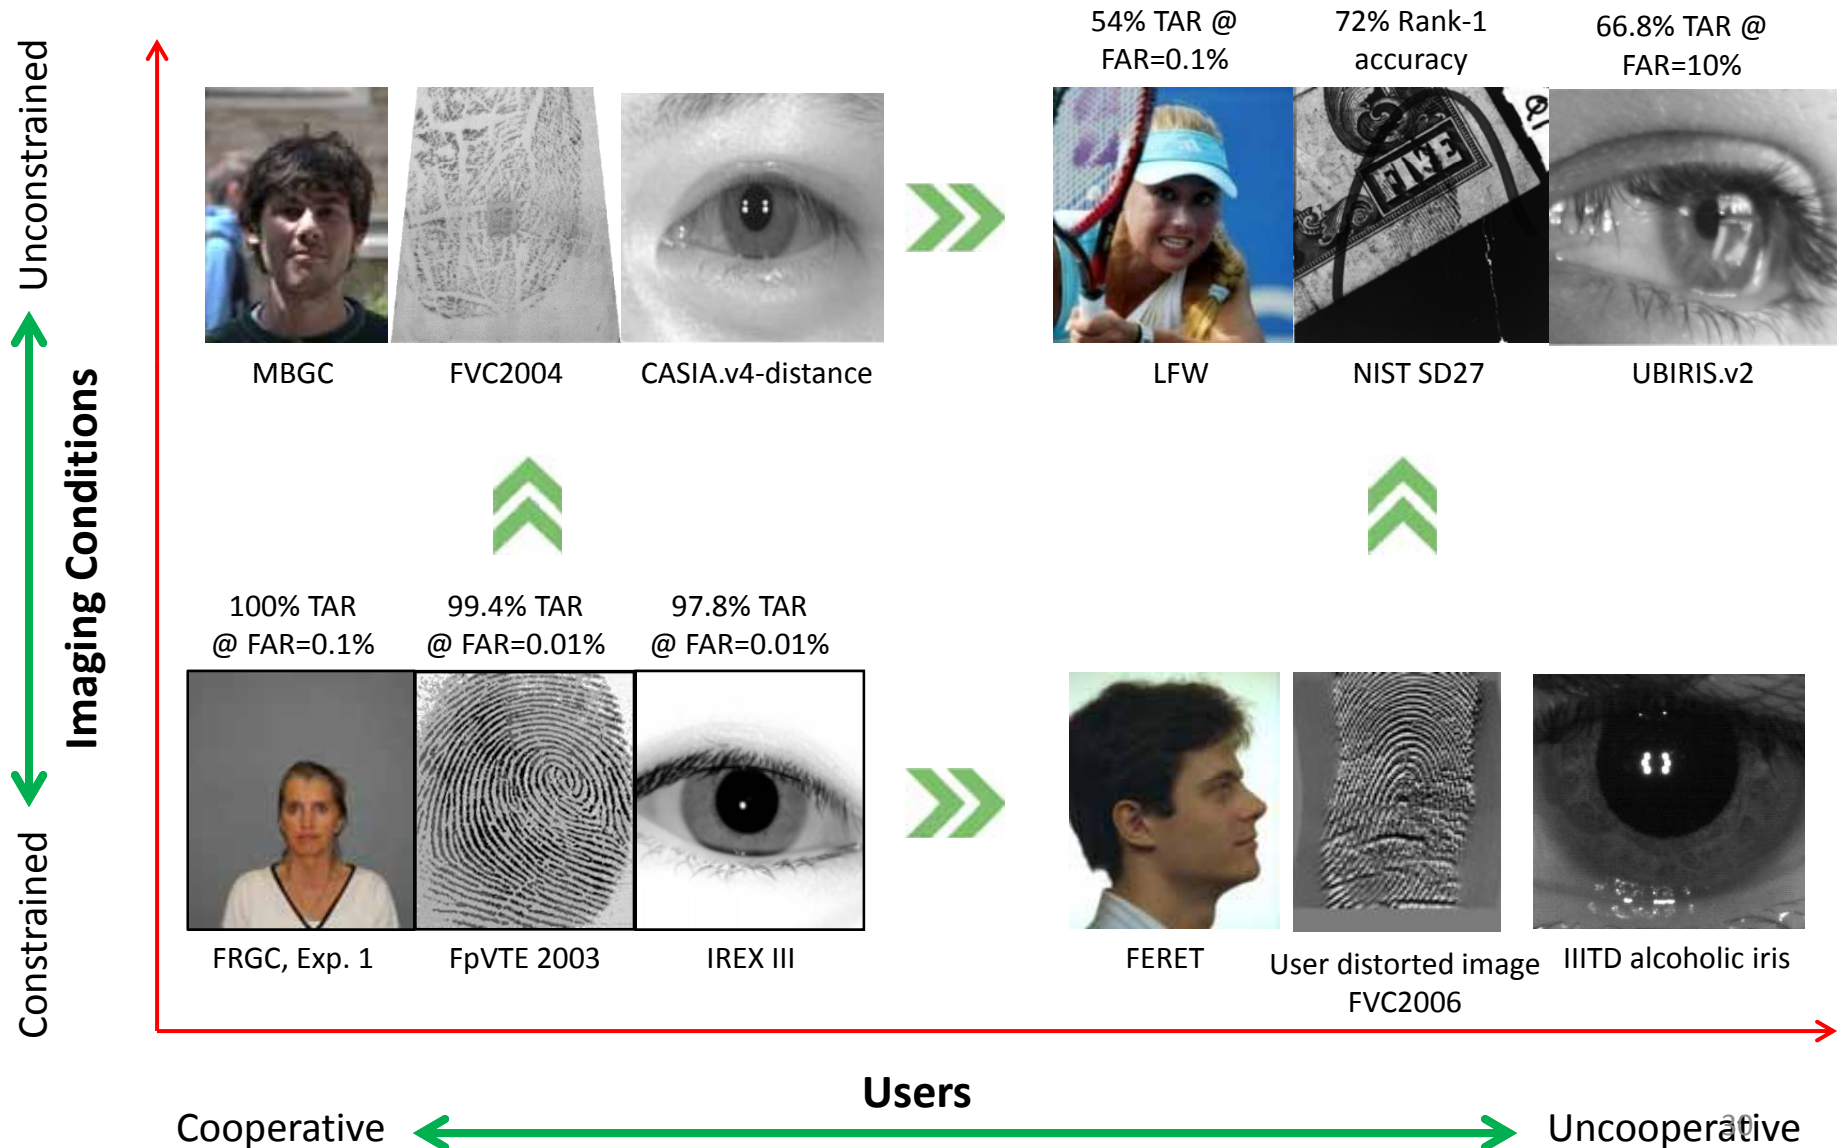 54% TAR @
FAR=0.1%
72% Rank-1
accuracy
66.8% TAR @
FAR=10%
Unconstrained
FIVE
MBGC
FVC2004
CASIA.v4-distance
LFW
NIST SD27
UBIRIS.v2
Imaging Conditions
100% TAR
@ FAR=0.1%
99.4% TAR
@ FAR=0.01%
97.8% TAR
@ FAR=0.01%
Constrained
FRGC, Exp. 1
FpVTE 2003
IREX III
FERET
User distorted image
FVC2006
IIITD alcoholic iris
Users
Cooperative
Uncooperative
30